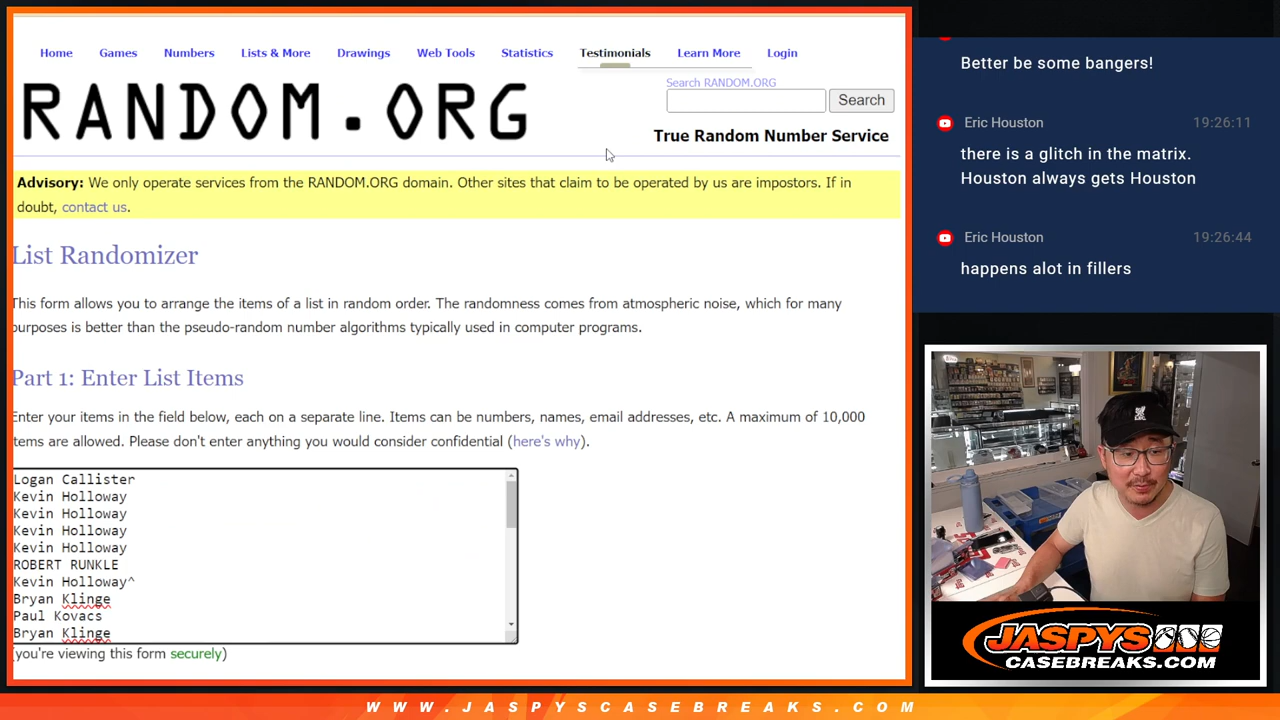 Home Games Numbers Lists & More Drawings Web Tools Statistics Testimonials Learn More Login
RANDOM.ORG
Search RANDOM.ORG
Search
True Random Number Service
Advisory: We only operate services from the RANDOM.ORG domain. Other sites that claim to be operated by us are impostors. If in
doubt, contact us.
List Randomizer
This form allows you to arrange the items of a list in random order. The randomness comes from atmospheric noise, which for many
purposes is better than the pseudo-random number algorithms typically used in computer programs.
Part 1: Enter List Items
Enter your items in the field below, each on a separate line. Items can be numbers, names, email addresses, etc. A maximum of 10,000
items are allowed. Please don't enter anything you would consider confidential (here's why).
Logan Callister
Kevin Holloway
Kevin Holloway
Kevin Holloway
Kevin Holloway
ROBERT RUNKLE
Kevin Holloway^
Bryan Klinge
Paul Kovacs
Bryan Klinge
(you're viewing this form securely)
Better be some bangers!
Eric Houston 19:26:11
there is a glitch in the matrix.
Houston always gets Houston
Eric Houston 19:26:44
happens alot in fillers
JASPYS
CASEBREAKS.COM
WWW.JASPYSCASEBREAKS.COM